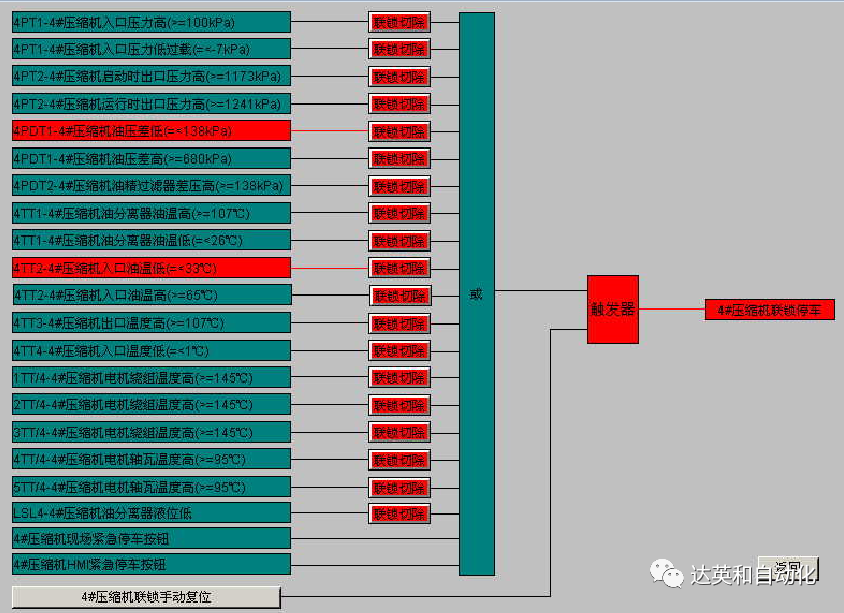 4PT1-4#压缩机入口压力高(>=100kPa) 联锁切除
4PT1-4#压缩机入口压力低过载(=<-7kPa) 联锁切除
4PT2-4#压缩机启动时出口压力高(>=1173kPa) 联锁切除
4PT2-4#压缩机运行时出口压力高(>=1241kPa) 联锁切除
4PDT1-4#压缩机油压差低(=<138kPa) 联锁切除
4PDT1-4#压缩机油压差高(>=680kPa) 联锁切除
4PDT2-4#压缩机油精过滤器差压高(>=138kPa) 联锁切除
4TT1-4#压缩机油分离器油温高(>=107℃) 联锁切除
4TT1-4#压缩机油分离器油温低(=<26℃) 联锁切除
4TT2-4#压缩机入口油温低(=<33℃) 联锁切除
4TT2-4#压缩机入口油温高(>=65℃) 联锁切除
或
触发器
4#压缩机联锁停车
4TT3-4#压缩机出口温度高(>=107℃) 联锁切除
4TT4-4#压缩机入口温度低(=<1℃) 联锁切除
1TT/4-4#压缩机电机绕组温度高(>=145℃) 联锁切除
2TT/4-4#压缩机电机绕组温度高(>=145℃) 联锁切除
3TT/4-4#压缩机电机绕组温度高(>=145℃) 联锁切除
4TT/4-4#压缩机电机轴瓦温度高(>=95℃) 联锁切除
5TT/4-4#压缩机电机轴瓦温度高(>=95℃) 联锁切除
LSL4-4#压缩机油分离器液位低 联锁切除
4#压缩机现场紧急停车按钮
4#压缩机HMI紧急停车按钮
4#压缩机联锁手动复位
返回
达英和自动化